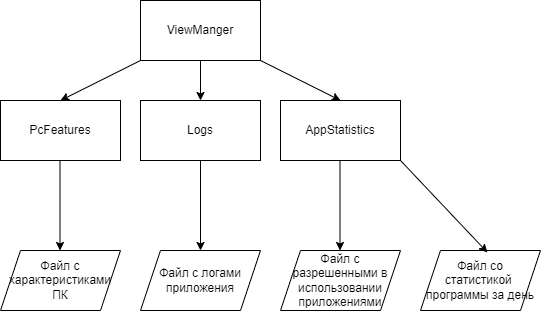 ViewManger
PcFeatures
Logs
AppStatistics
Файл с
характеристиками
ПК
Файл с логами
приложения
Файл с
разрешенными в
использовании
приложениями
Файл со
статистикой
программы за день